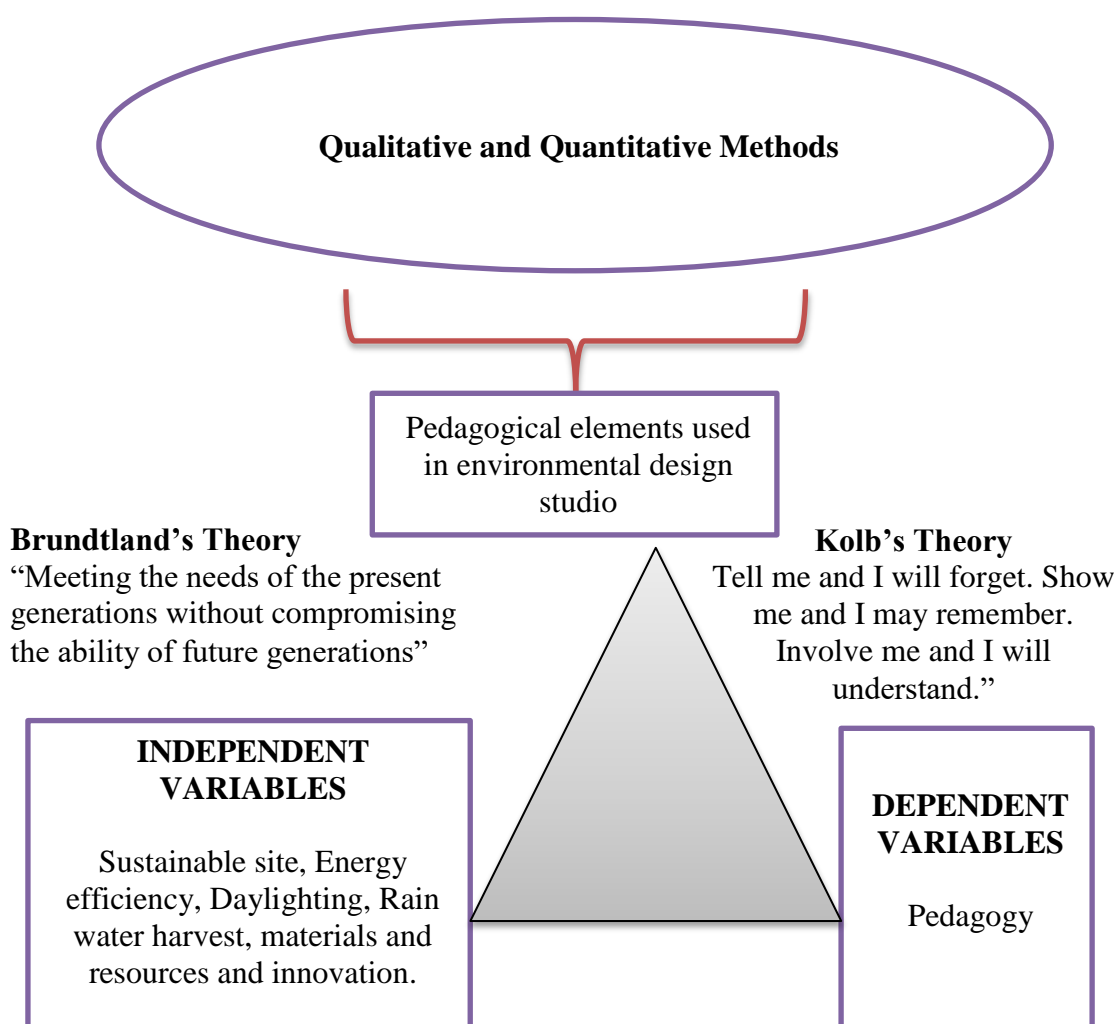 Qualitative and Quantitative Methods
Pedagogical elements used
in environmental design
studio
Brundtland’s Theory
“Meeting the needs of the present
generations without compromising
the ability of future generations”
Kolb’s Theory
Tell me and I will forget. Show
me and I may remember.
Involve me and I will
understand.”
INDEPENDENT
VARIABLES
Sustainable site, Energy
efficiency, Daylighting, Rain
water harvest, materials and
resources and innovation.
DEPENDENT
VARIABLES
Pedagogy